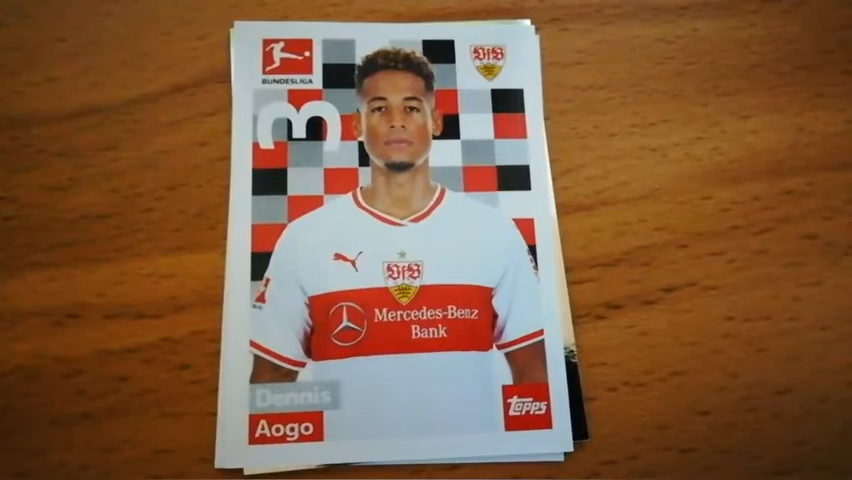 BUNDESLIGA
VfB
3
VfB
Mercedes-Benz
Bank
Dennis
Aogo
Topps